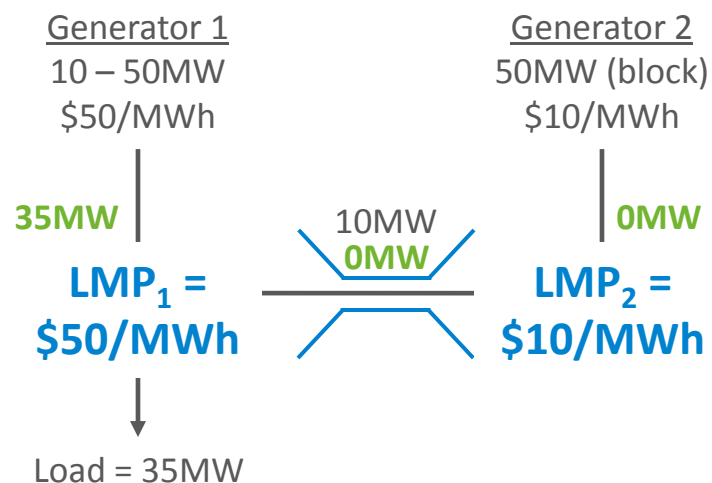 Generator 1
10 – 50MW
$50/MWh
Generator 2
50MW (block)
$10/MWh
35MW
10MW
0MW
0MW
LMP₁ =
$50/MWh
LMP₂ =
$10/MWh
Load = 35MW